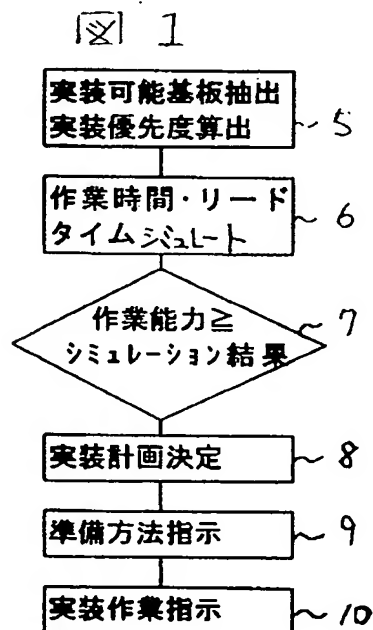 図 1
実装可能基板抽出
実装優先度算出
5
作業時間・リード
タイムシミュレート
6
作業能力≧
シミュレーション結果
7
実装計画決定
8
準備方法指示
9
実装作業指示
10